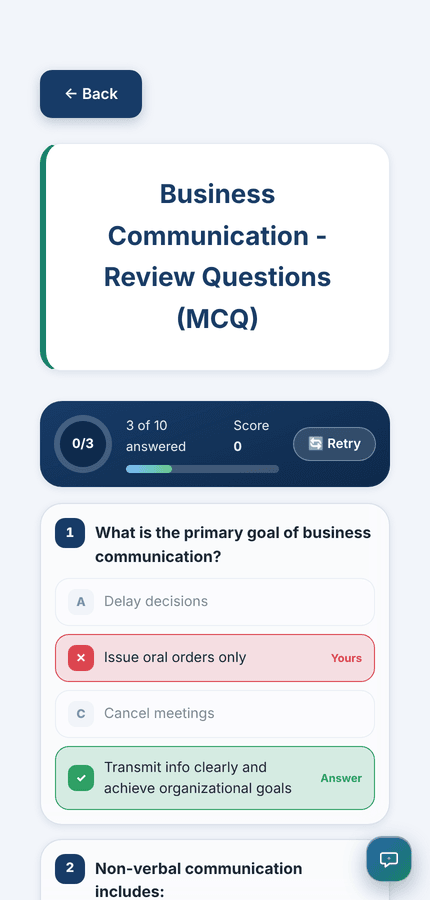 ← Back
Business
Communication -
Review Questions
(MCQ)
0/3
3 of 10
answered
Score
0
Retry
1
What is the primary goal of business
communication?
A
Delay decisions
Issue oral orders only
Yours
C
Cancel meetings
Transmit info clearly and
achieve organizational goals
Answer
2
Non-verbal communication
includes: